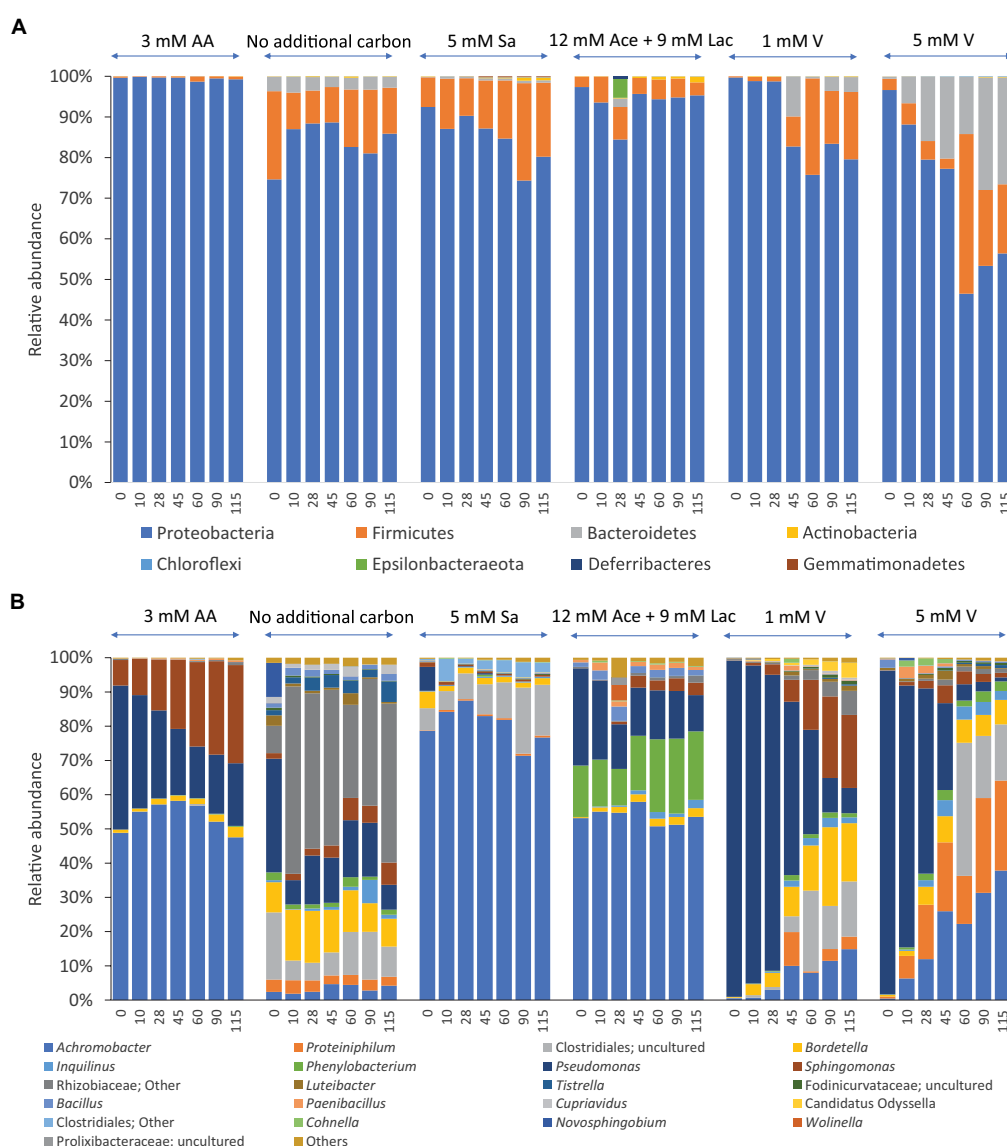 A
3 mM AA No additional carbon 5 mM Sa 12 mM Ace + 9 mM Lac 1 mM V 5 mM V
Relative abundance
100%
90%
80%
70%
60%
50%
40%
30%
20%
10%
0%
0 10 28 45 60 90 115 0 10 28 45 60 90 115 0 10 28 45 60 90 115 0 10 28 45 60 90 115 0 10 28 45 60 90 115 0 10 28 45 60 90 115
Proteobacteria Firmicutes Bacteroidetes Actinobacteria
Chloroflexi Epsilonbacteraeota Deferribacteres Gemmatimonadetes
B
3 mM AA No additional carbon 5 mM Sa 12 mM Ace + 9 mM Lac 1 mM V 5 mM V
Relative abundance
100%
90%
80%
70%
60%
50%
40%
30%
20%
10%
0%
0 10 28 45 60 90 115 0 10 28 45 60 90 115 0 10 28 45 60 90 115 0 10 28 45 60 90 115 0 10 28 45 60 90 115 0 10 28 45 60 90 115
Achromobacter Proteiniphilum Clostridiales; uncultured Bordetella
Inquilinus Phenylobacterium Pseudomonas Sphingomonas
Rhizobiaceae; Other Luteibacter Tistrella Fodinicurvataceae; uncultured
Bacillus Paenibacillus Cupriavidus Candidatus Odyssella
Clostridiales; Other Cohnella Novosphingobium Wolinella
Prolixibacteraceae; uncultured Others